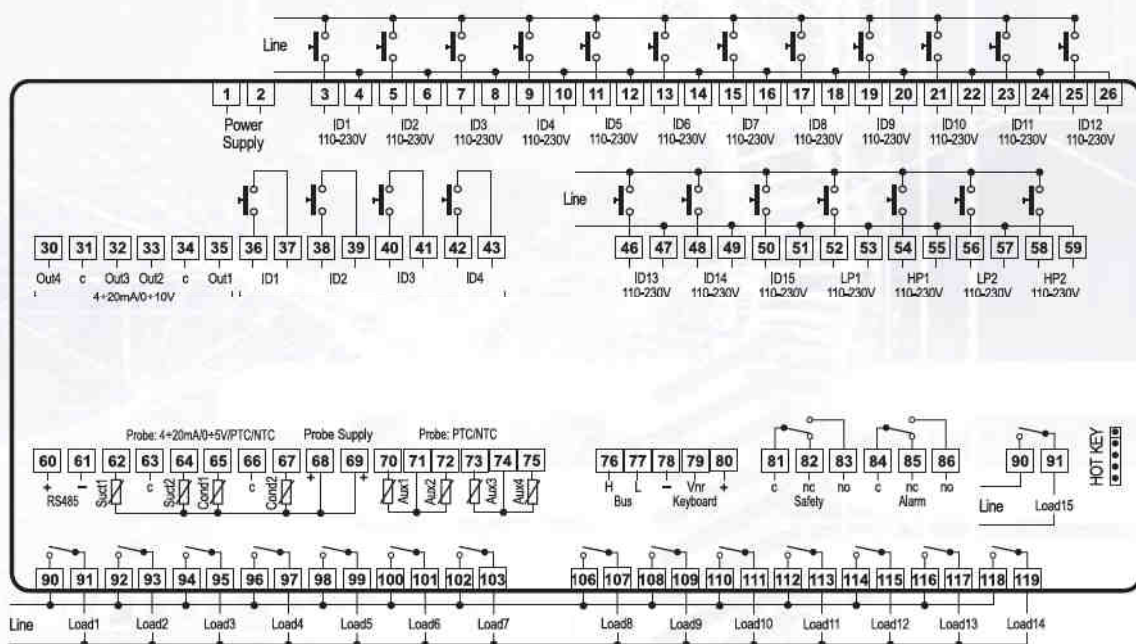 Line
1 2 3 4 5 6 7 8 9 10 11 12 13 14 15 16 17 18 19 20 21 22 23 24 25 26
Power Supply ID1 ID2 ID3 ID4 ID5 ID6 ID7 ID8 ID9 ID10 ID11 ID12
110-230V 110-230V 110-230V 110-230V 110-230V 110-230V 110-230V 110-230V 110-230V 110-230V 110-230V 110-230V
Line
30 31 32 33 34 35 36 37 38 39 40 41 42 43 46 47 48 49 50 51 52 53 54 55 56 57 58 59
Out4 c Out3 Out2 c Out1 ID1 ID2 ID3 ID4 ID13 ID14 ID15 LP1 HP1 LP2 HP2
4÷20mA/0÷10V 110-230V 110-230V 110-230V 110-230V 110-230V 110-230V 110-230V
Probe: 4÷20mA/0÷5V/PTC/NTC Probe Supply Probe: PTC/NTC
60 61 62 63 64 65 66 67 68 69 70 71 72 73 74 75 76 77 78 79 80 81 82 83 84 85 86 90 91
HOT KEY
+ − Suct1 c Suct2 Cond1 c Cond2 + + Aux1 Aux2 Aux3 Aux4 H L − Vnr + c nc no c nc no
RS485 Bus Keyboard Safety Alarm Line Load15
90 91 92 93 94 95 96 97 98 99 100 101 102 103 106 107 108 109 110 111 112 113 114 115 116 117 118 119
Line Load1 Load2 Load3 Load4 Load5 Load6 Load7 Load8 Load9 Load10 Load11 Load12 Load13 Load14